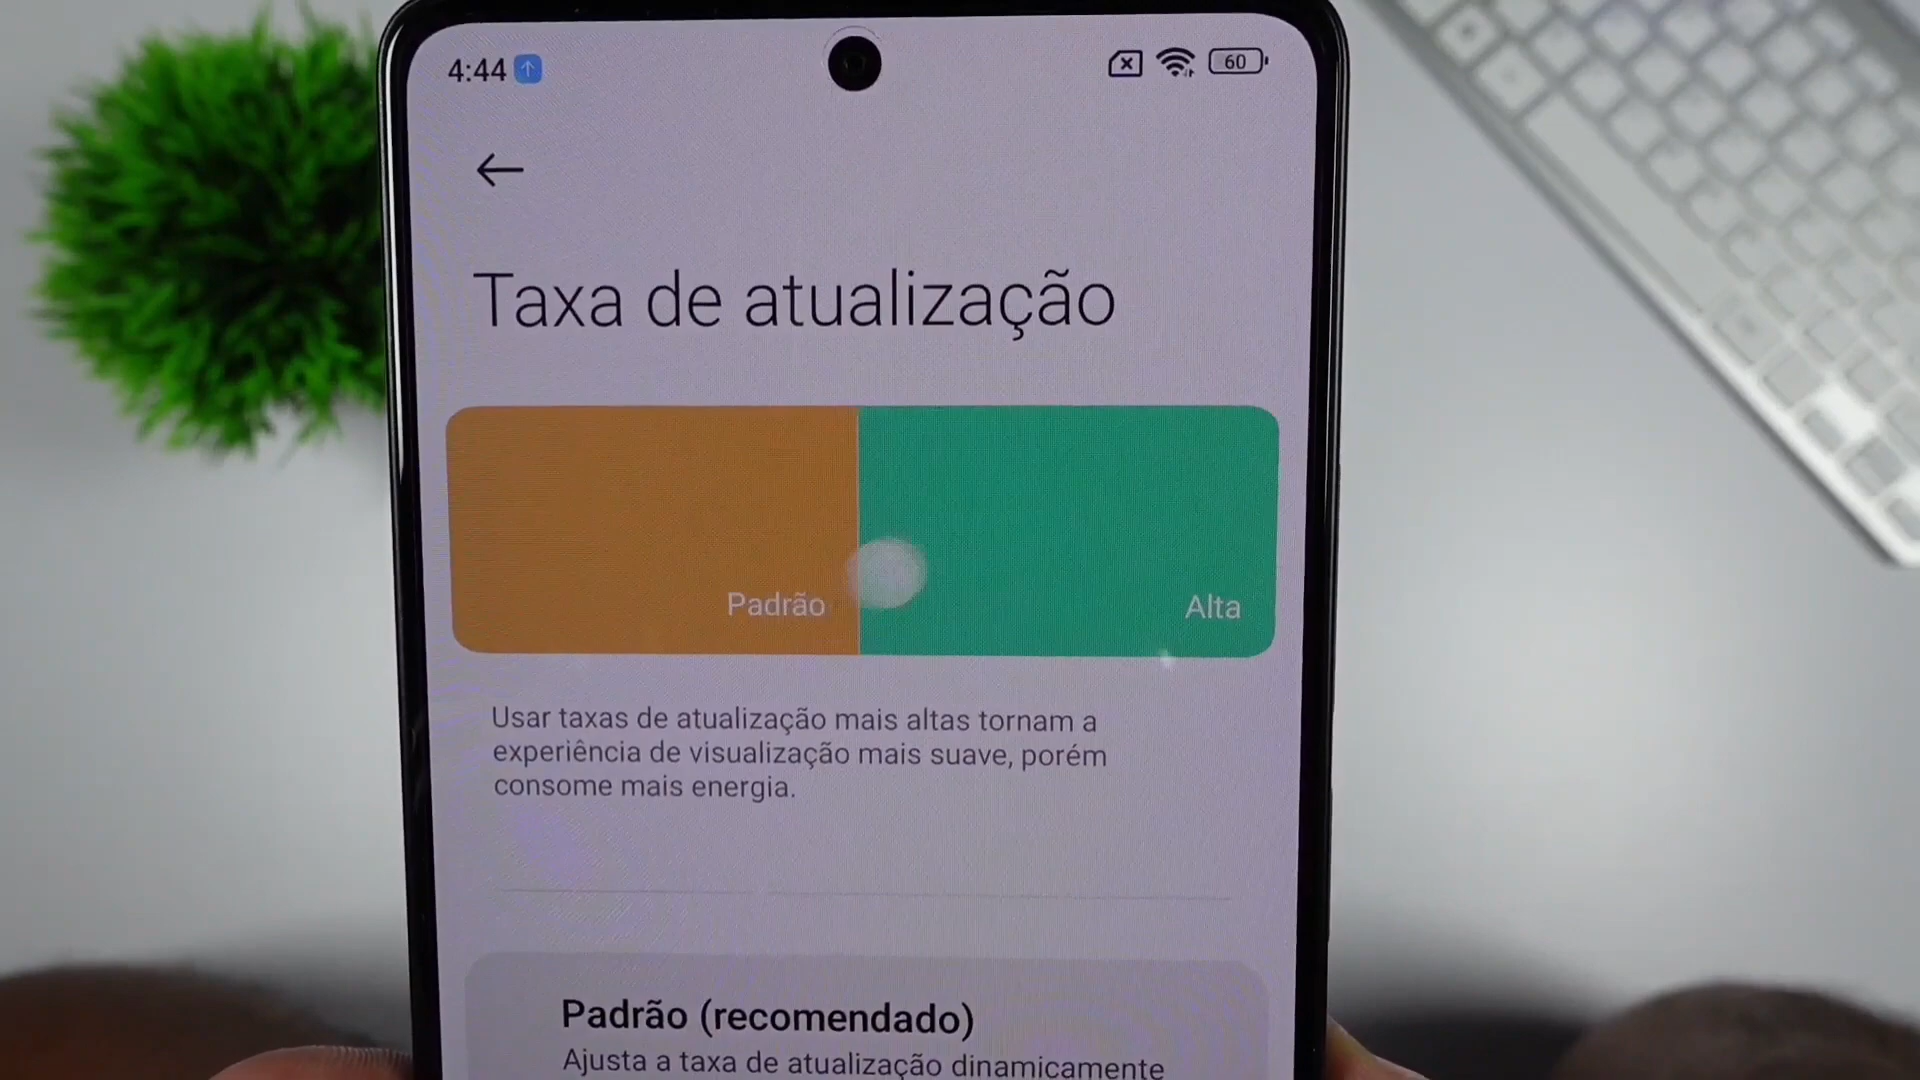 4:44
60
Taxa de atualização
Padrão
Alta
Usar taxas de atualização mais altas tornam a
experiência de visualização mais suave, porém
consome mais energia.
Padrão (recomendado)
Ajusta a taxa de atualização dinamicamente